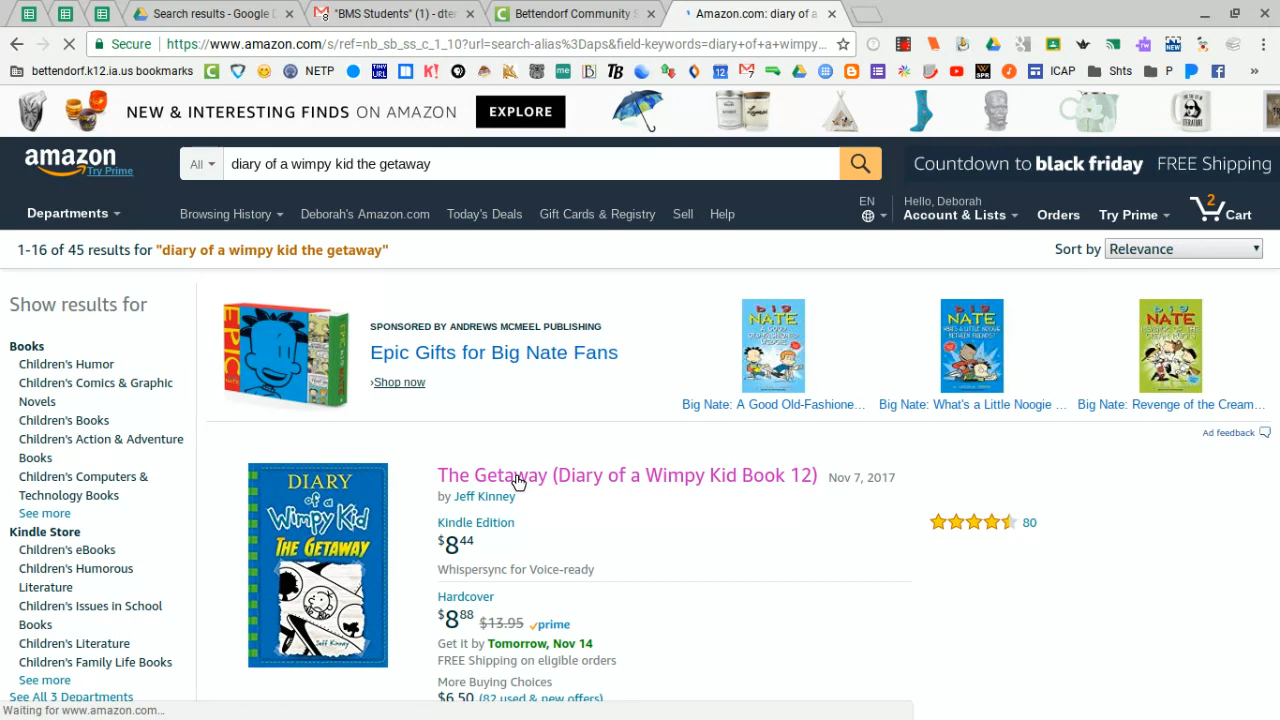 Search results - Google D
"BMS Students" (1) - dter
Bettendorf Community S
Amazon.com: diary of a
Secure https://www.amazon.com/s/ref=nb_sb_ss_c_1_10?url=search-alias%3Daps&field-keywords=diary+of+a+wimpy...
bettendorf.k12.ia.us bookmarks
NETP
ICAP
Shts
P
NEW & INTERESTING FINDS ON AMAZON
EXPLORE
amazon
Try Prime
All
diary of a wimpy kid the getaway
Countdown to black friday FREE Shipping
Departments
Browsing History
Deborah's Amazon.com
Today's Deals
Gift Cards & Registry
Sell
Help
EN
Hello, Deborah
Account & Lists
Orders
Try Prime
2
Cart
1-16 of 45 results for "diary of a wimpy kid the getaway"
Sort by Relevance
Show results for
Books
Children's Humor
Children's Comics & Graphic
Novels
Children's Books
Children's Action & Adventure
Books
Children's Computers &
Technology Books
See more
Kindle Store
Children's eBooks
Children's Humorous
Literature
Children's Issues in School
Books
Children's Literature
Children's Family Life Books
See more
See All 3 Departments
EPIC
SPONSORED BY ANDREWS MCMEEL PUBLISHING
Epic Gifts for Big Nate Fans
›Shop now
BIG
NATE
BIG
NATE
BIG
NATE
Big Nate: A Good Old-Fashione...
Big Nate: What's a Little Noogie ...
Big Nate: Revenge of the Cream...
Ad feedback
DIARY
of a
Wimpy Kid
THE GETAWAY
Jeff Kinney
The Getaway (Diary of a Wimpy Kid Book 12) Nov 7, 2017
by Jeff Kinney
Kindle Edition
$8 44
Whispersync for Voice-ready
Hardcover
$8 88 $13.95 prime
Get it by Tomorrow, Nov 14
FREE Shipping on eligible orders
More Buying Choices
$6.50 (82 used & new offers)
80
Waiting for www.amazon.com...